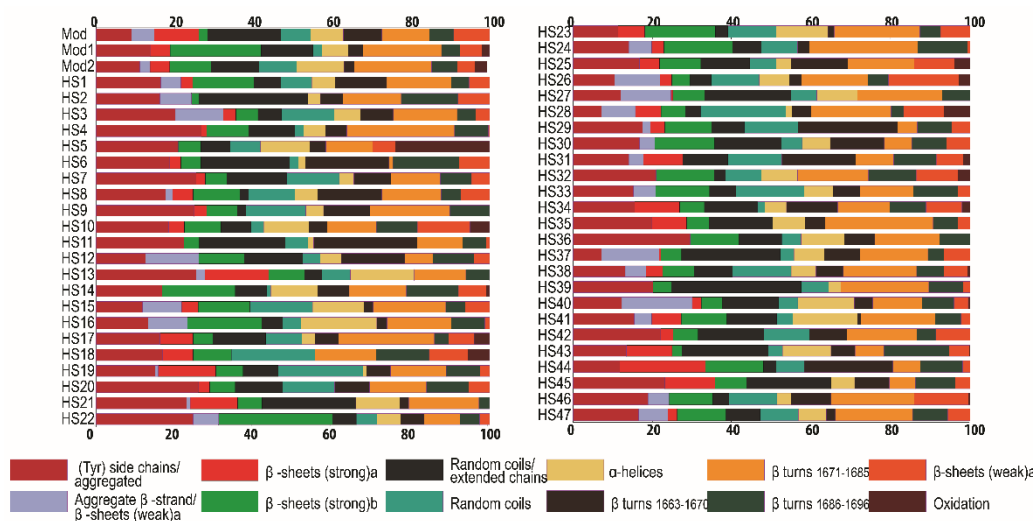 0 20 40 60 80 100
Mod
Mod1
Mod2
HS1
HS2
HS3
HS4
HS5
HS6
HS7
HS8
HS9
HS10
HS11
HS12
HS13
HS14
HS15
HS16
HS17
HS18
HS19
HS20
HS21
HS22
0 20 40 60 80 100
0 20 40 60 80 100
HS23
HS24
HS25
HS26
HS27
HS28
HS29
HS30
HS31
HS32
HS33
HS34
HS35
HS36
HS37
HS38
HS39
HS40
HS41
HS42
HS43
HS44
HS45
HS46
HS47
0 20 40 60 80 100
(Tyr) side chains/
aggregated
β -sheets (strong)a
Random coils/
extended chains
α-helices
β turns 1671-1685
β-sheets (weak)a
Aggregate β -strand/
β -sheets (weak)a
β -sheets (strong)b
Random coils
β turns 1663-1670
β turns 1686-1696
Oxidation